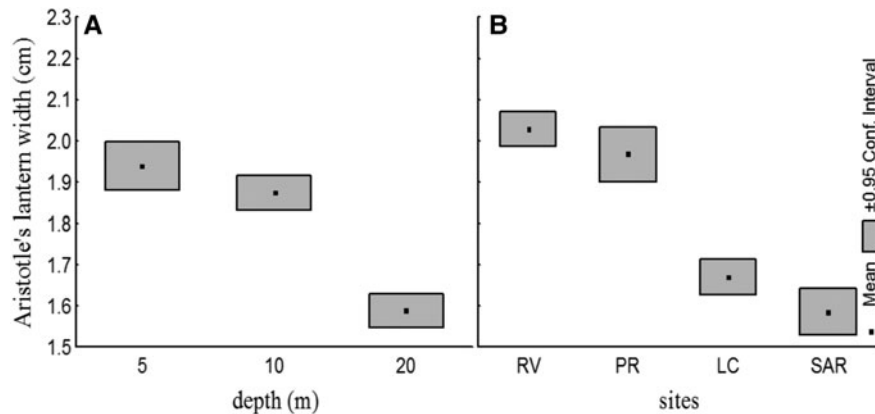 A
B
Aristotle's lantern width (cm)
2.3
2.2
2.1
2.0
1.9
1.8
1.7
1.6
1.5
5 10 20
depth (m)
RV PR LC SAR
sites
Mean
±0.95 Conf. Interval